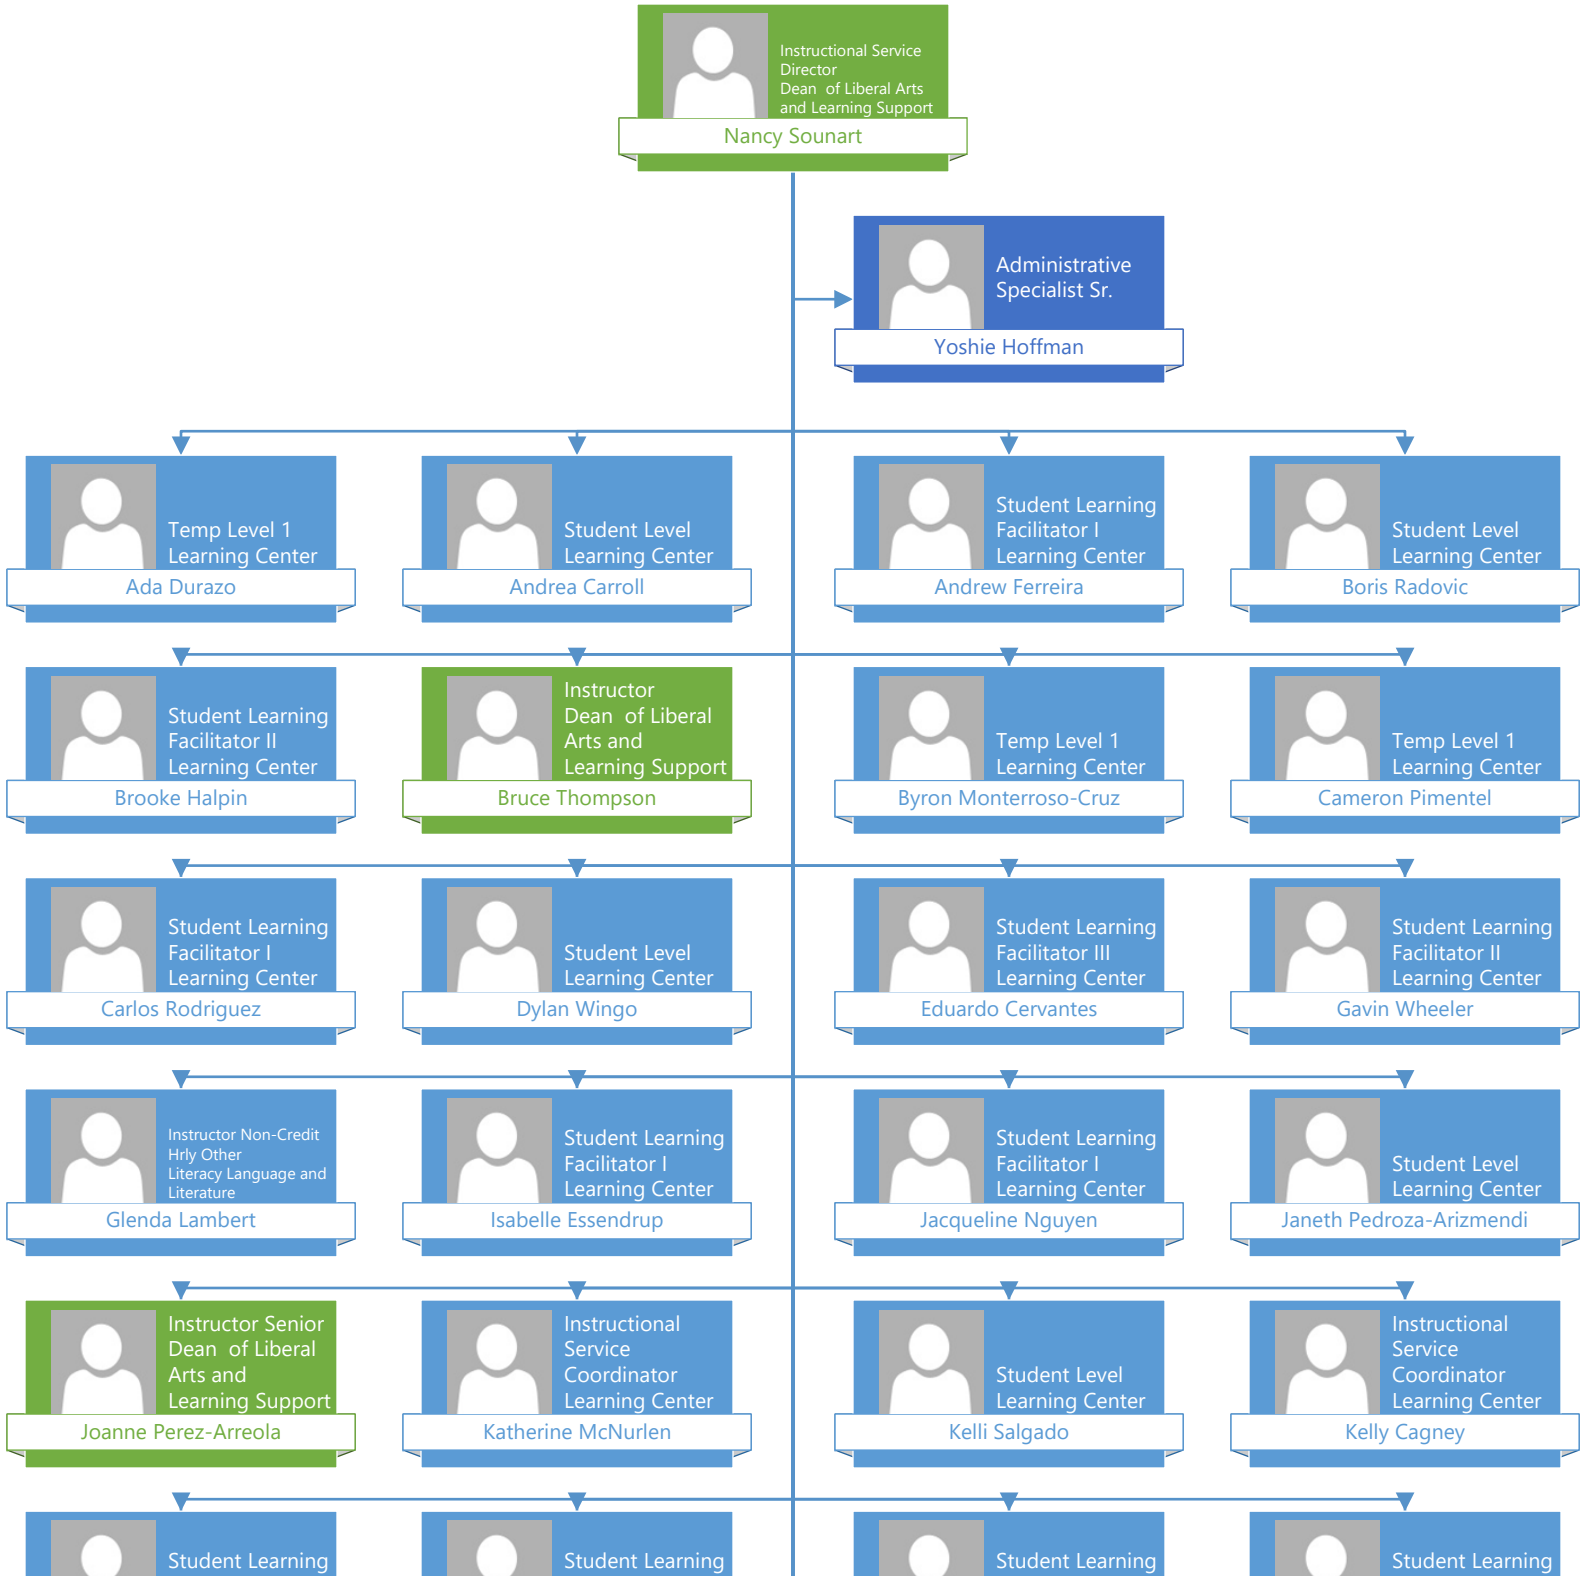 Instructional Service
Director
Dean  of Liberal Arts
and Learning Support
Nancy Sounart
Administrative
Specialist Sr.
Yoshie Hoffman
Temp Level 1
Learning Center
Ada Durazo
Student Level
Learning Center
Andrea Carroll
Student Learning
Facilitator I
Learning Center
Andrew Ferreira
Student Level
Learning Center
Boris Radovic
Student Learning
Facilitator II
Learning Center
Brooke Halpin
Instructor
Dean  of Liberal
Arts and
Learning Support
Bruce Thompson
Temp Level 1
Learning Center
Byron Monterroso-Cruz
Temp Level 1
Learning Center
Cameron Pimentel
Student Learning
Facilitator I
Learning Center
Carlos Rodriguez
Student Level
Learning Center
Dylan Wingo
Student Learning
Facilitator III
Learning Center
Eduardo Cervantes
Student Learning
Facilitator II
Learning Center
Gavin Wheeler
Instructor Non-Credit
Hrly Other
Literacy Language and
Literature
Glenda Lambert
Student Learning
Facilitator I
Learning Center
Isabelle Essendrup
Student Learning
Facilitator I
Learning Center
Jacqueline Nguyen
Student Level
Learning Center
Janeth Pedroza-Arizmendi
Instructor Senior
Dean  of Liberal
Arts and
Learning Support
Joanne Perez-Arreola
Instructional
Service
Coordinator
Learning Center
Katherine McNurlen
Student Level
Learning Center
Kelli Salgado
Instructional
Service
Coordinator
Learning Center
Kelly Cagney
Student Learning
Student Learning
Student Learning
Student Learning